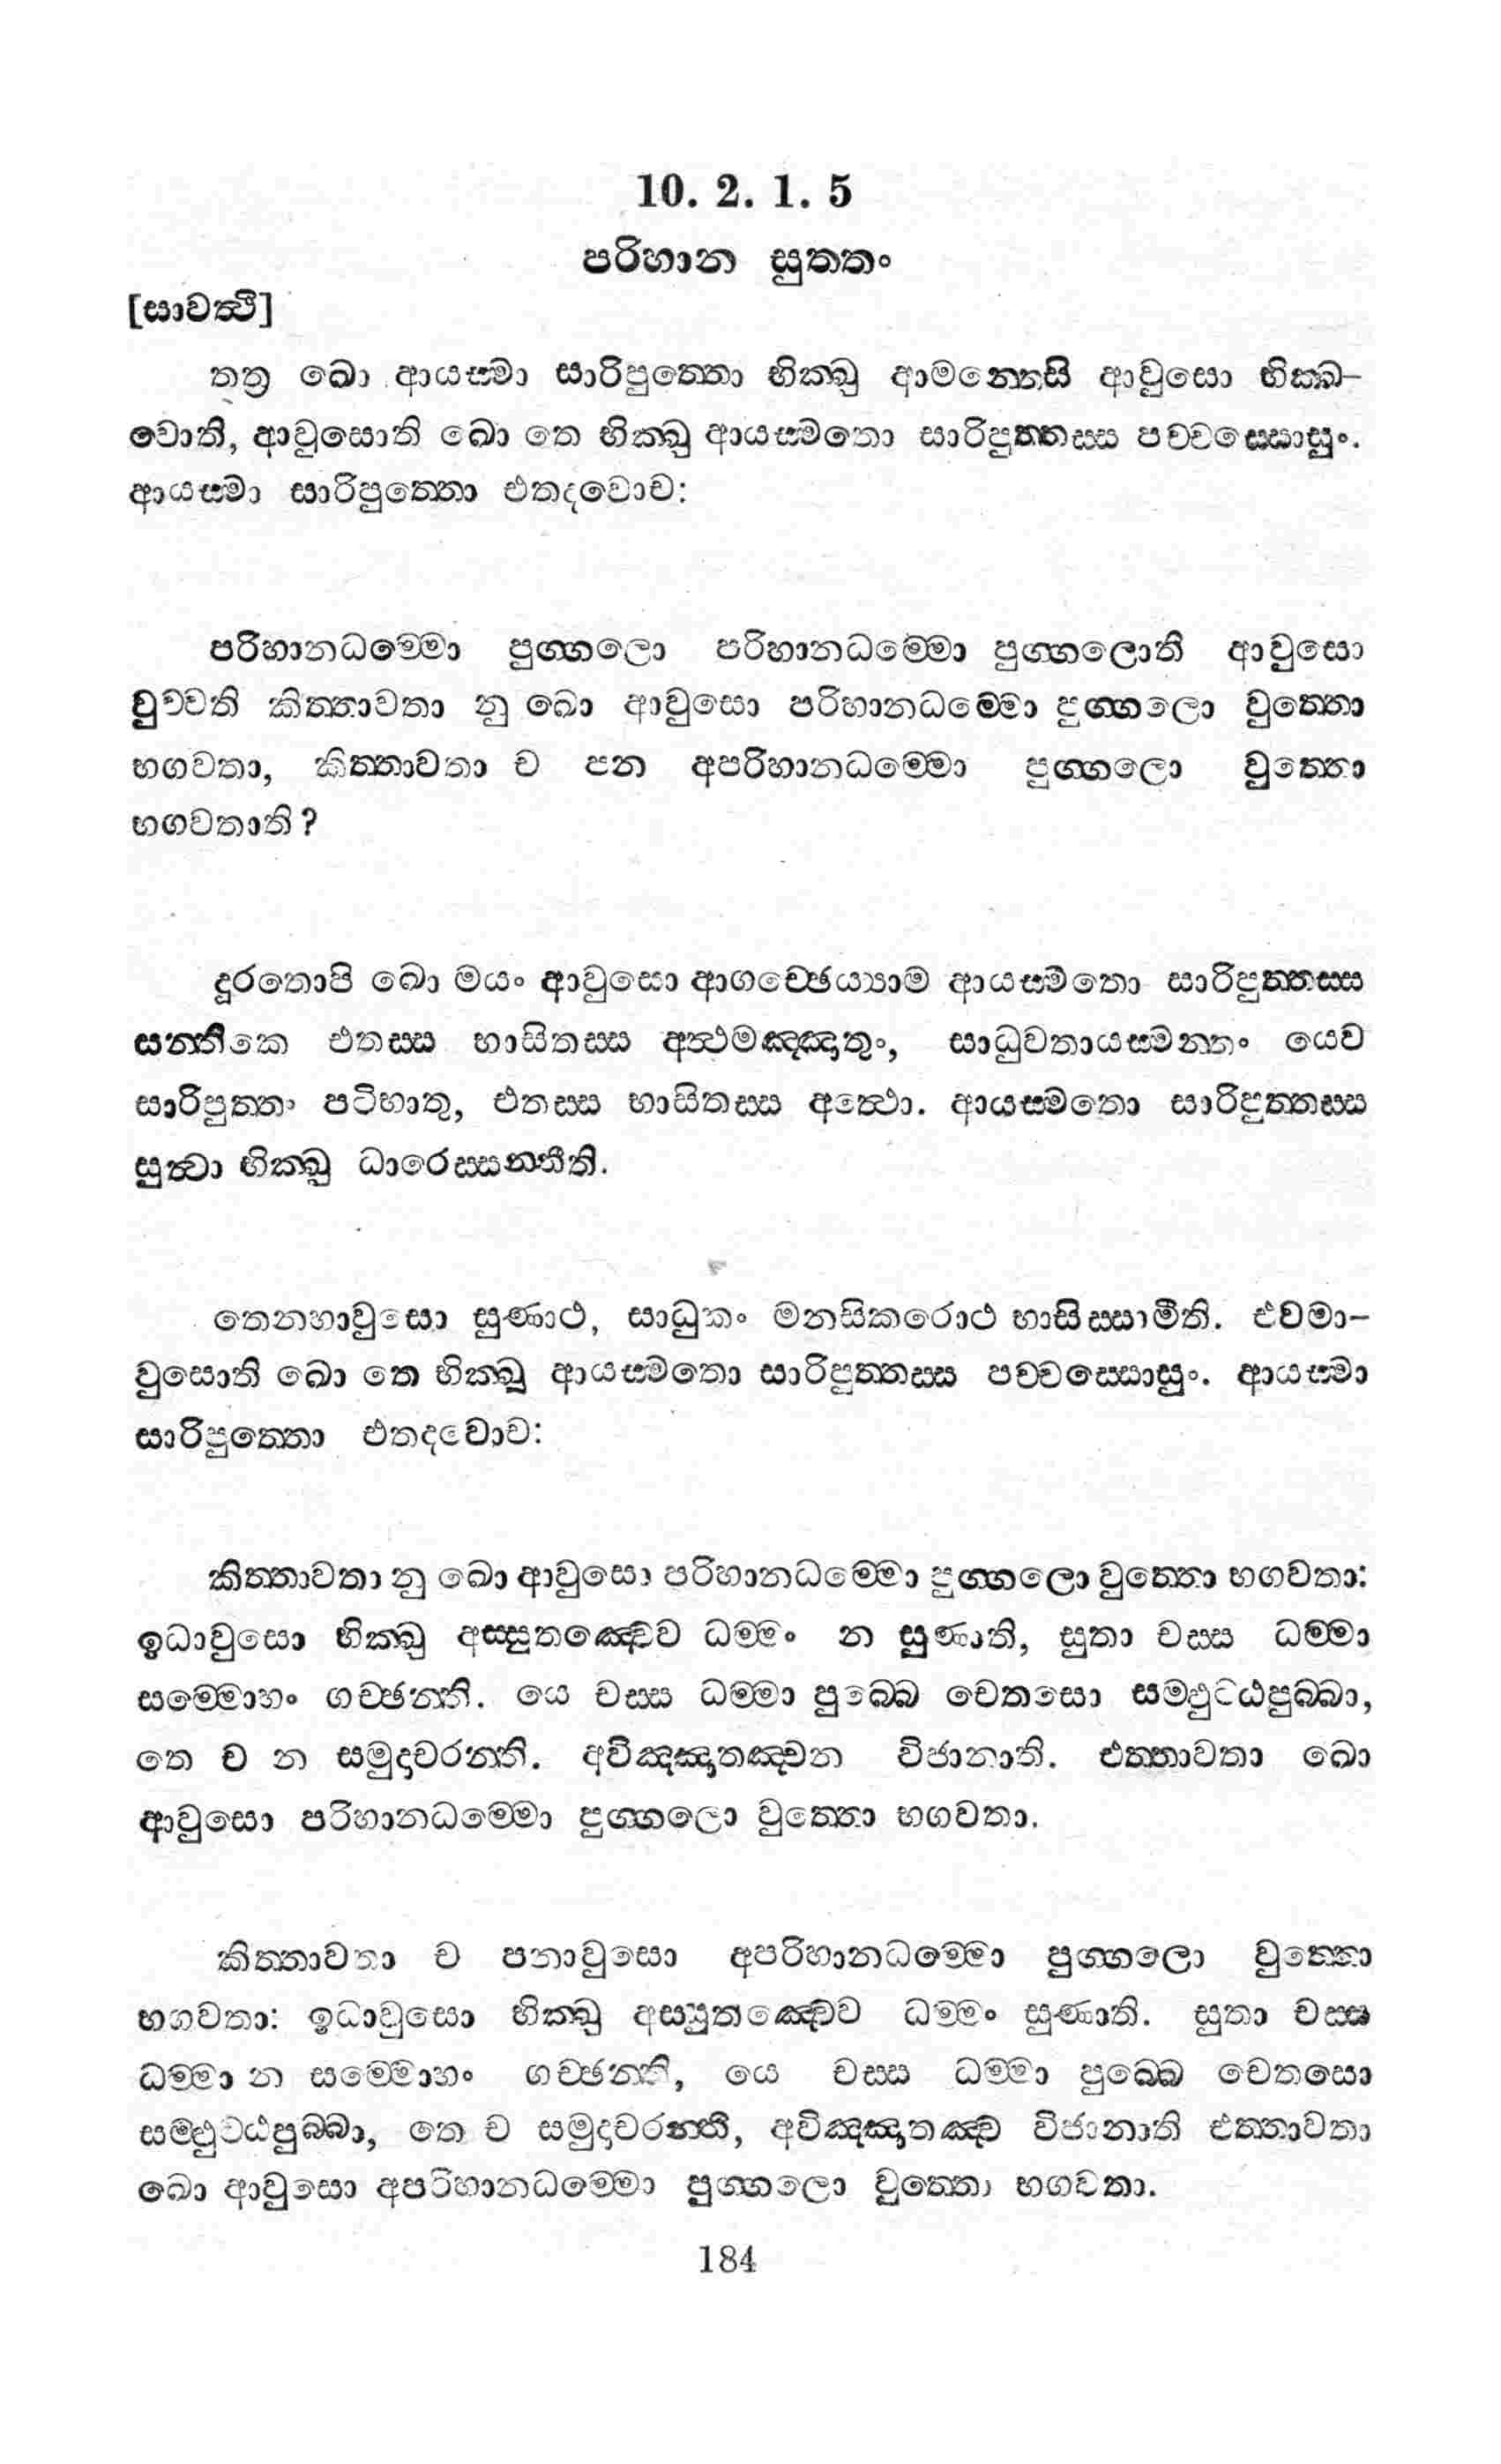 10. 2. 1. 5
පරිහාන සුත්තං
[සාවත්ථි]
තත්‍ර ඛො ආයස්මා සාරිපුත්තො භික්ඛු ආමන්තෙසි ආවුසො භික්ඛ-
වොති, ආවුසොති ඛො තෙ භික්ඛු ආයස්මතො සාරිපුත්තස්ස පච්චස්සොසුං.
ආයස්මා සාරිපුත්තො එතදවොච:
පරිහානධම්මො පුග්ගලො පරිහානධම්මො පුග්ගලොති ආවුසො
වුච්චති කිත්තාවතා නු ඛො ආවුසො පරිහානධම්මො පුග්ගලො වුත්තො
භගවතා, කිත්තාවතා ච පන අපරිහානධම්මො පුග්ගලො වුත්තො
භගවතාති?
දූරතොපි ඛො මයං ආවුසො ආගච්ඡෙය්‍යාම ආයස්මතො සාරිපුත්තස්ස
සන්තිකෙ එතස්ස භාසිතස්ස අත්ථමඤ්ඤාතුං, සාධුවතායස්මන්තං යෙව
සාරිපුත්තං පටිභාතු, එතස්ස භාසිතස්ස අත්ථො. ආයස්මතො සාරිපුත්තස්ස
සුත්වා භික්ඛු ධාරෙස්සන්තීති.
තෙනහාවුසො සුණාථ, සාධුකං මනසිකරොථ භාසිස්සාමීති. එවමා-
වුසොති ඛො තෙ භික්ඛූ ආයස්මතො සාරිපුත්තස්ස පච්චස්සොසුං. ආයස්මා
සාරිපුත්තො එතදවොච:
කිත්තාවතා නු ඛො ආවුසො පරිහානධම්මො පුග්ගලො වුත්තො භගවතා:
ඉධාවුසො භික්ඛු අස්සුතඤ්චෙව ධම්මං න සුණාති, සුතා චස්ස ධම්මා
සම්මොහං ගච්ඡන්ති. යෙ චස්ස ධම්මා පුබ්බෙ චෙතසො සම්ඵුට්ඨපුබ්බා,
තෙ ච න සමුදාචරන්ති. අවිඤ්ඤාතඤ්චන විජානාති. එත්තාවතා ඛො
ආවුසො පරිහානධම්මො පුග්ගලො වුත්තො භගවතා.
කිත්තාවතා ච පනාවුසො අපරිහානධම්මො පුග්ගලො වුත්තො
භගවතා: ඉධාවුසො භික්ඛු අස්සුතඤ්චෙව ධම්මං සුණාති. සුතා චස්ස
ධම්මා න සම්මොහං ගච්ඡන්ති, යෙ චස්ස ධම්මා පුබ්බෙ චෙතසො
සම්ඵුට්ඨපුබ්බා, තෙ ච සමුදාචරන්ති, අවිඤ්ඤාතඤ්ච විජානාති එත්තාවතා
ඛො ආවුසො අපරිහානධම්මො පුග්ගලො වුත්තො භගවතා.
184